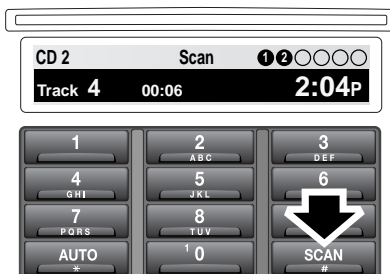 CD 2 Scan 1 2
Track 4 00:06 2:04P
1 2 3
ABC DEF
4 5 6
GHI JKL
7 8
PQRS TUV
AUTO 1 0 SCAN
* #